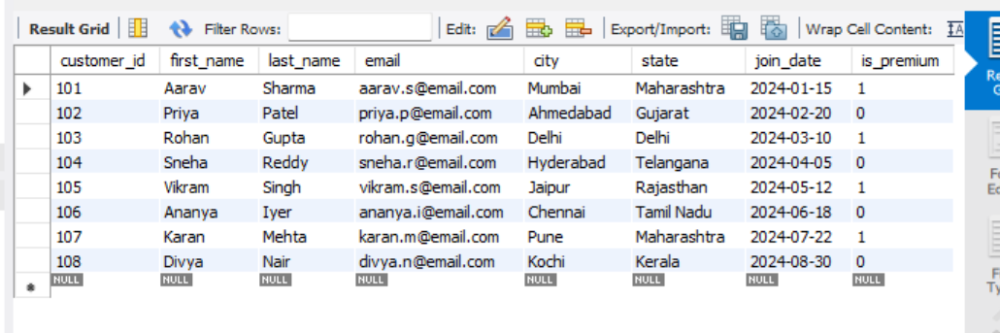 Result Grid Filter Rows: Edit: Export/Import: Wrap Cell Content: IA
customer_id first_name last_name email city state join_date is_premium
101 Aarav Sharma aarav.s@email.com Mumbai Maharashtra 2024-01-15 1
102 Priya Patel priya.p@email.com Ahmedabad Gujarat 2024-02-20 0
103 Rohan Gupta rohan.g@email.com Delhi Delhi 2024-03-10 1
104 Sneha Reddy sneha.r@email.com Hyderabad Telangana 2024-04-05 0
105 Vikram Singh vikram.s@email.com Jaipur Rajasthan 2024-05-12 1
106 Ananya Iyer ananya.i@email.com Chennai Tamil Nadu 2024-06-18 0
107 Karan Mehta karan.m@email.com Pune Maharashtra 2024-07-22 1
108 Divya Nair divya.n@email.com Kochi Kerala 2024-08-30 0
NULL NULL NULL NULL NULL NULL NULL NULL